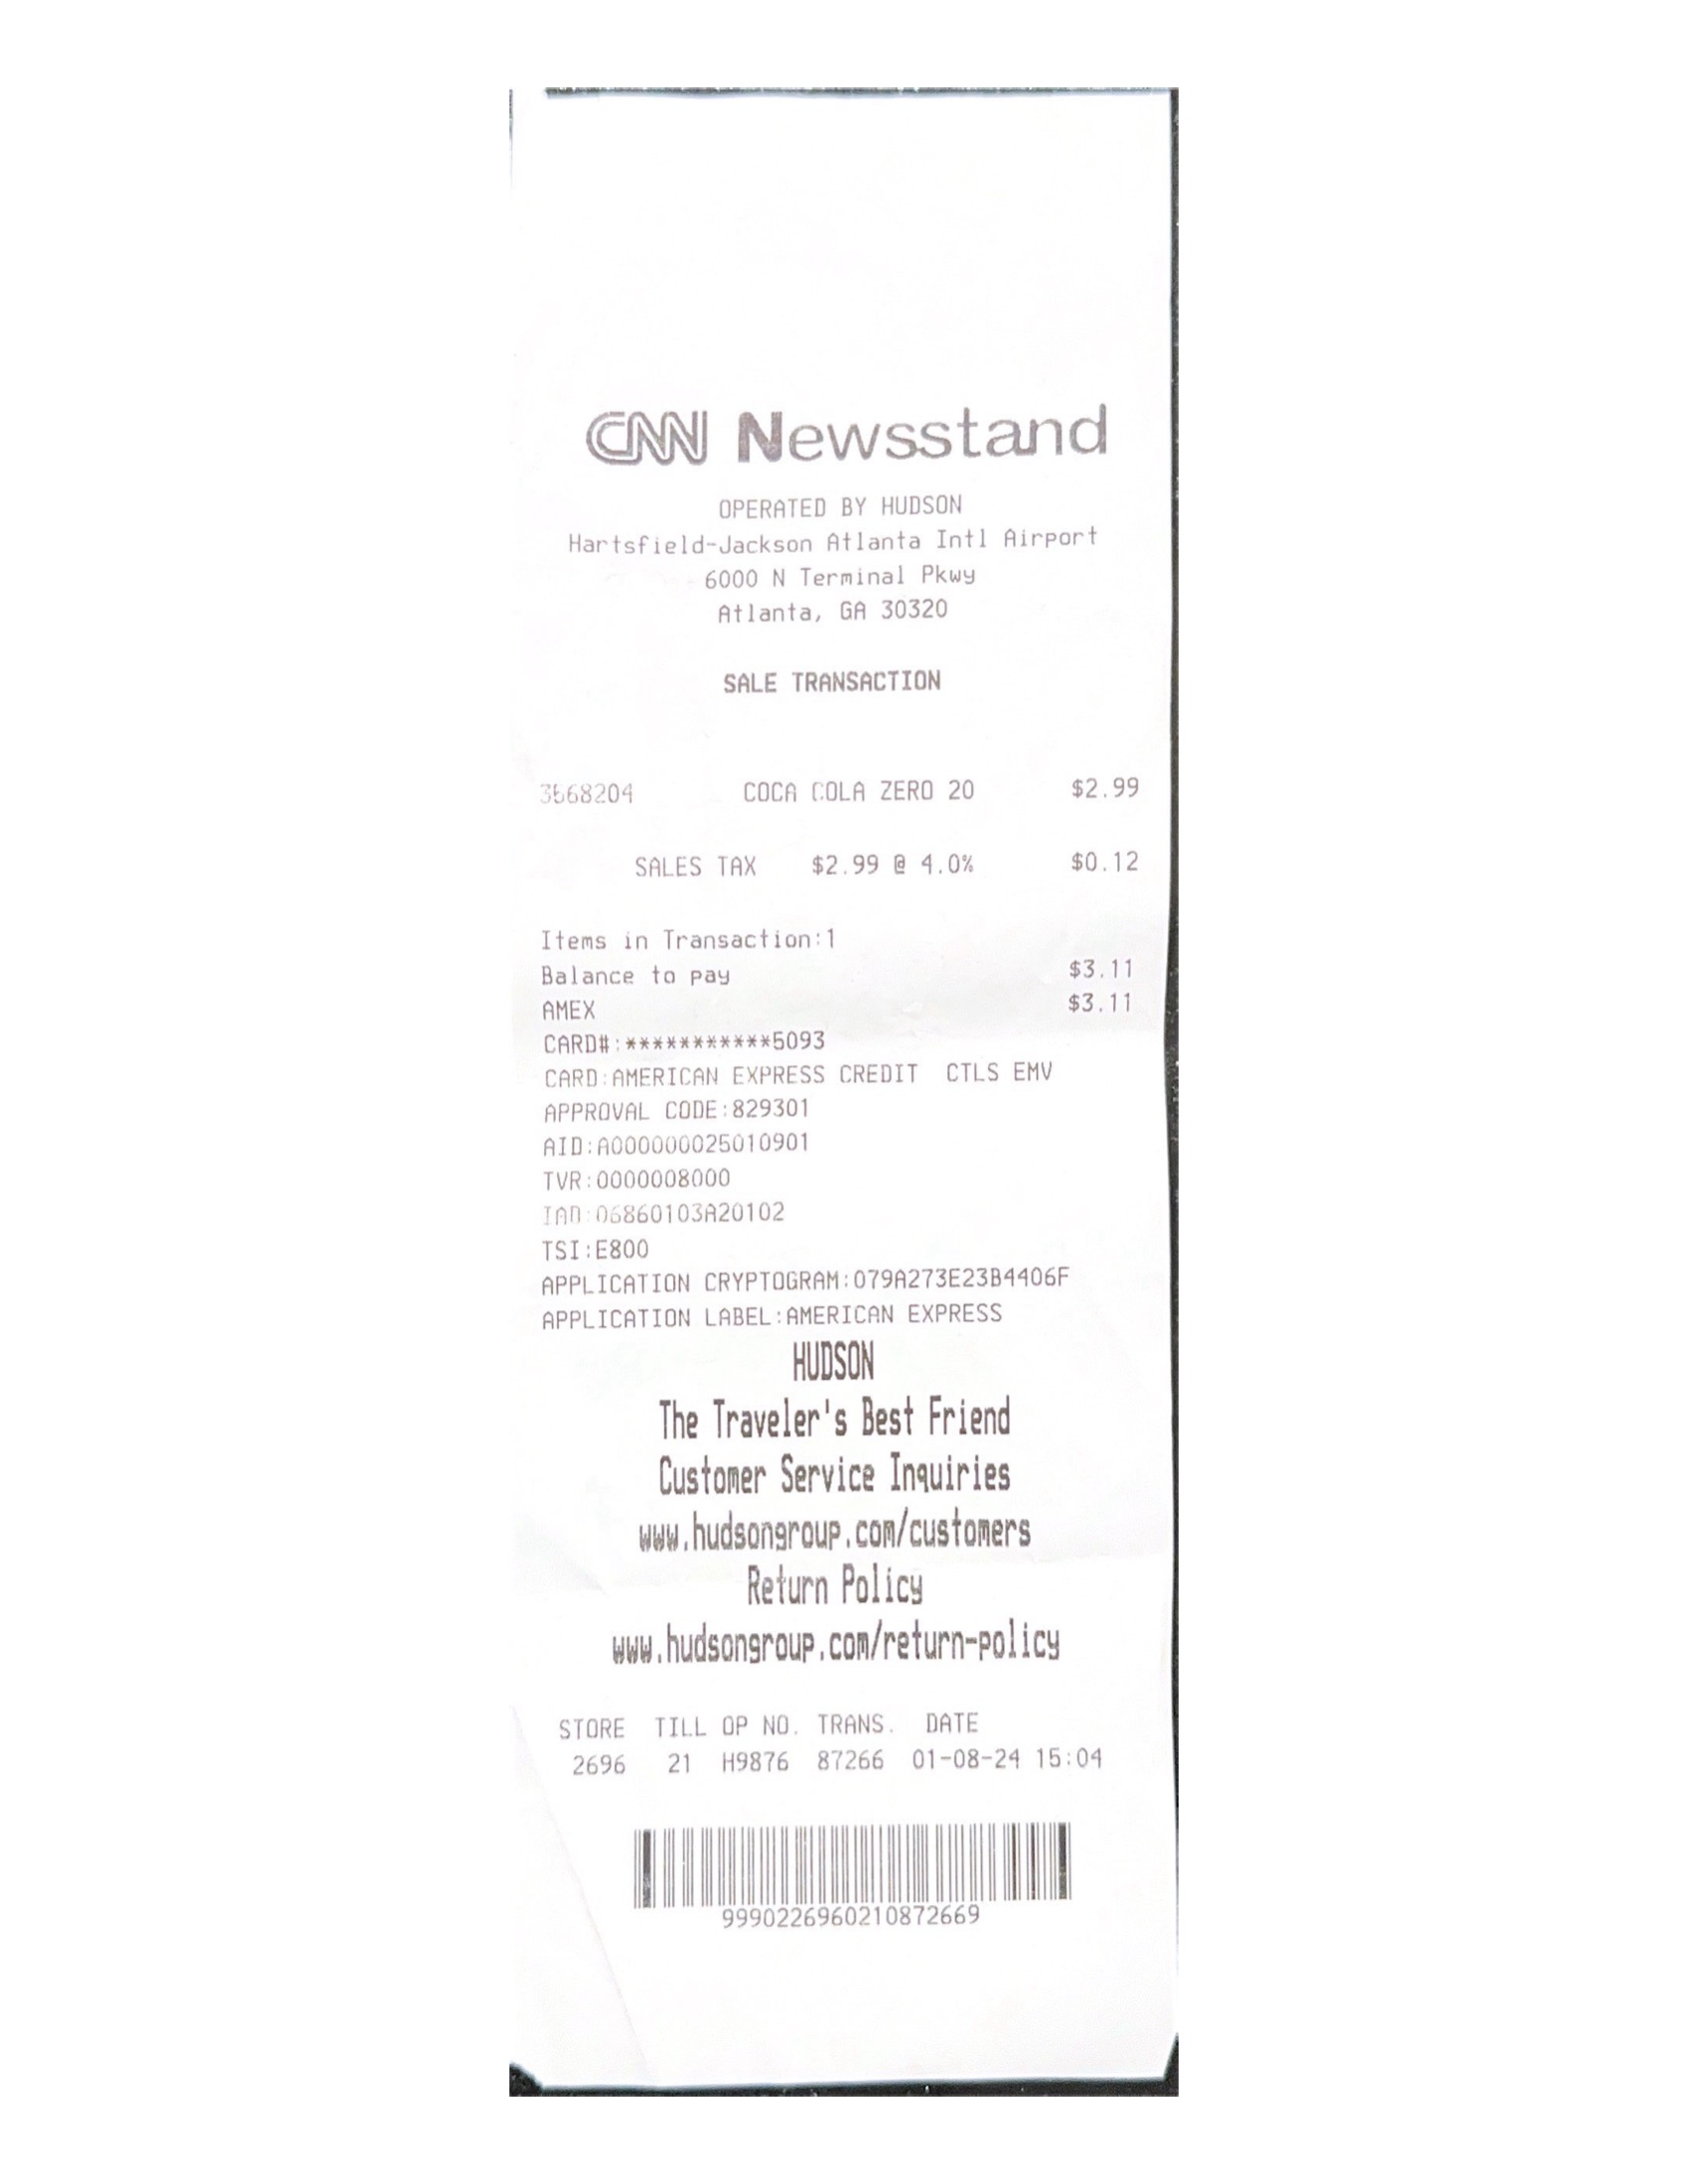 CNN Newsstand
OPERATED BY HUDSON
Hartsfield-Jackson Atlanta Intl Airport
6000 N Terminal Pkwy
Atlanta, GA 30320
SALE TRANSACTION
3568204 COCA COLA ZERO 20 $2.99
SALES TAX $2.99 @ 4.0% $0.12
Items in Transaction:1
Balance to pay $3.11
AMEX $3.11
CARD#:***********5093
CARD:AMERICAN EXPRESS CREDIT CTLS EMV
APPROVAL CODE:829301
AID:A000000025010901
TVR:0000008000
IAD:06860103A20102
TSI:E800
APPLICATION CRYPTOGRAM:079A273E23B4406F
APPLICATION LABEL:AMERICAN EXPRESS
HUDSON
The Traveler's Best Friend
Customer Service Inquiries
www.hudsongroup.com/customers
Return Policy
www.hudsongroup.com/return-policy
STORE TILL OP NO. TRANS. DATE
2696 21 H9876 87266 01-08-24 15:04
9990226960210872669